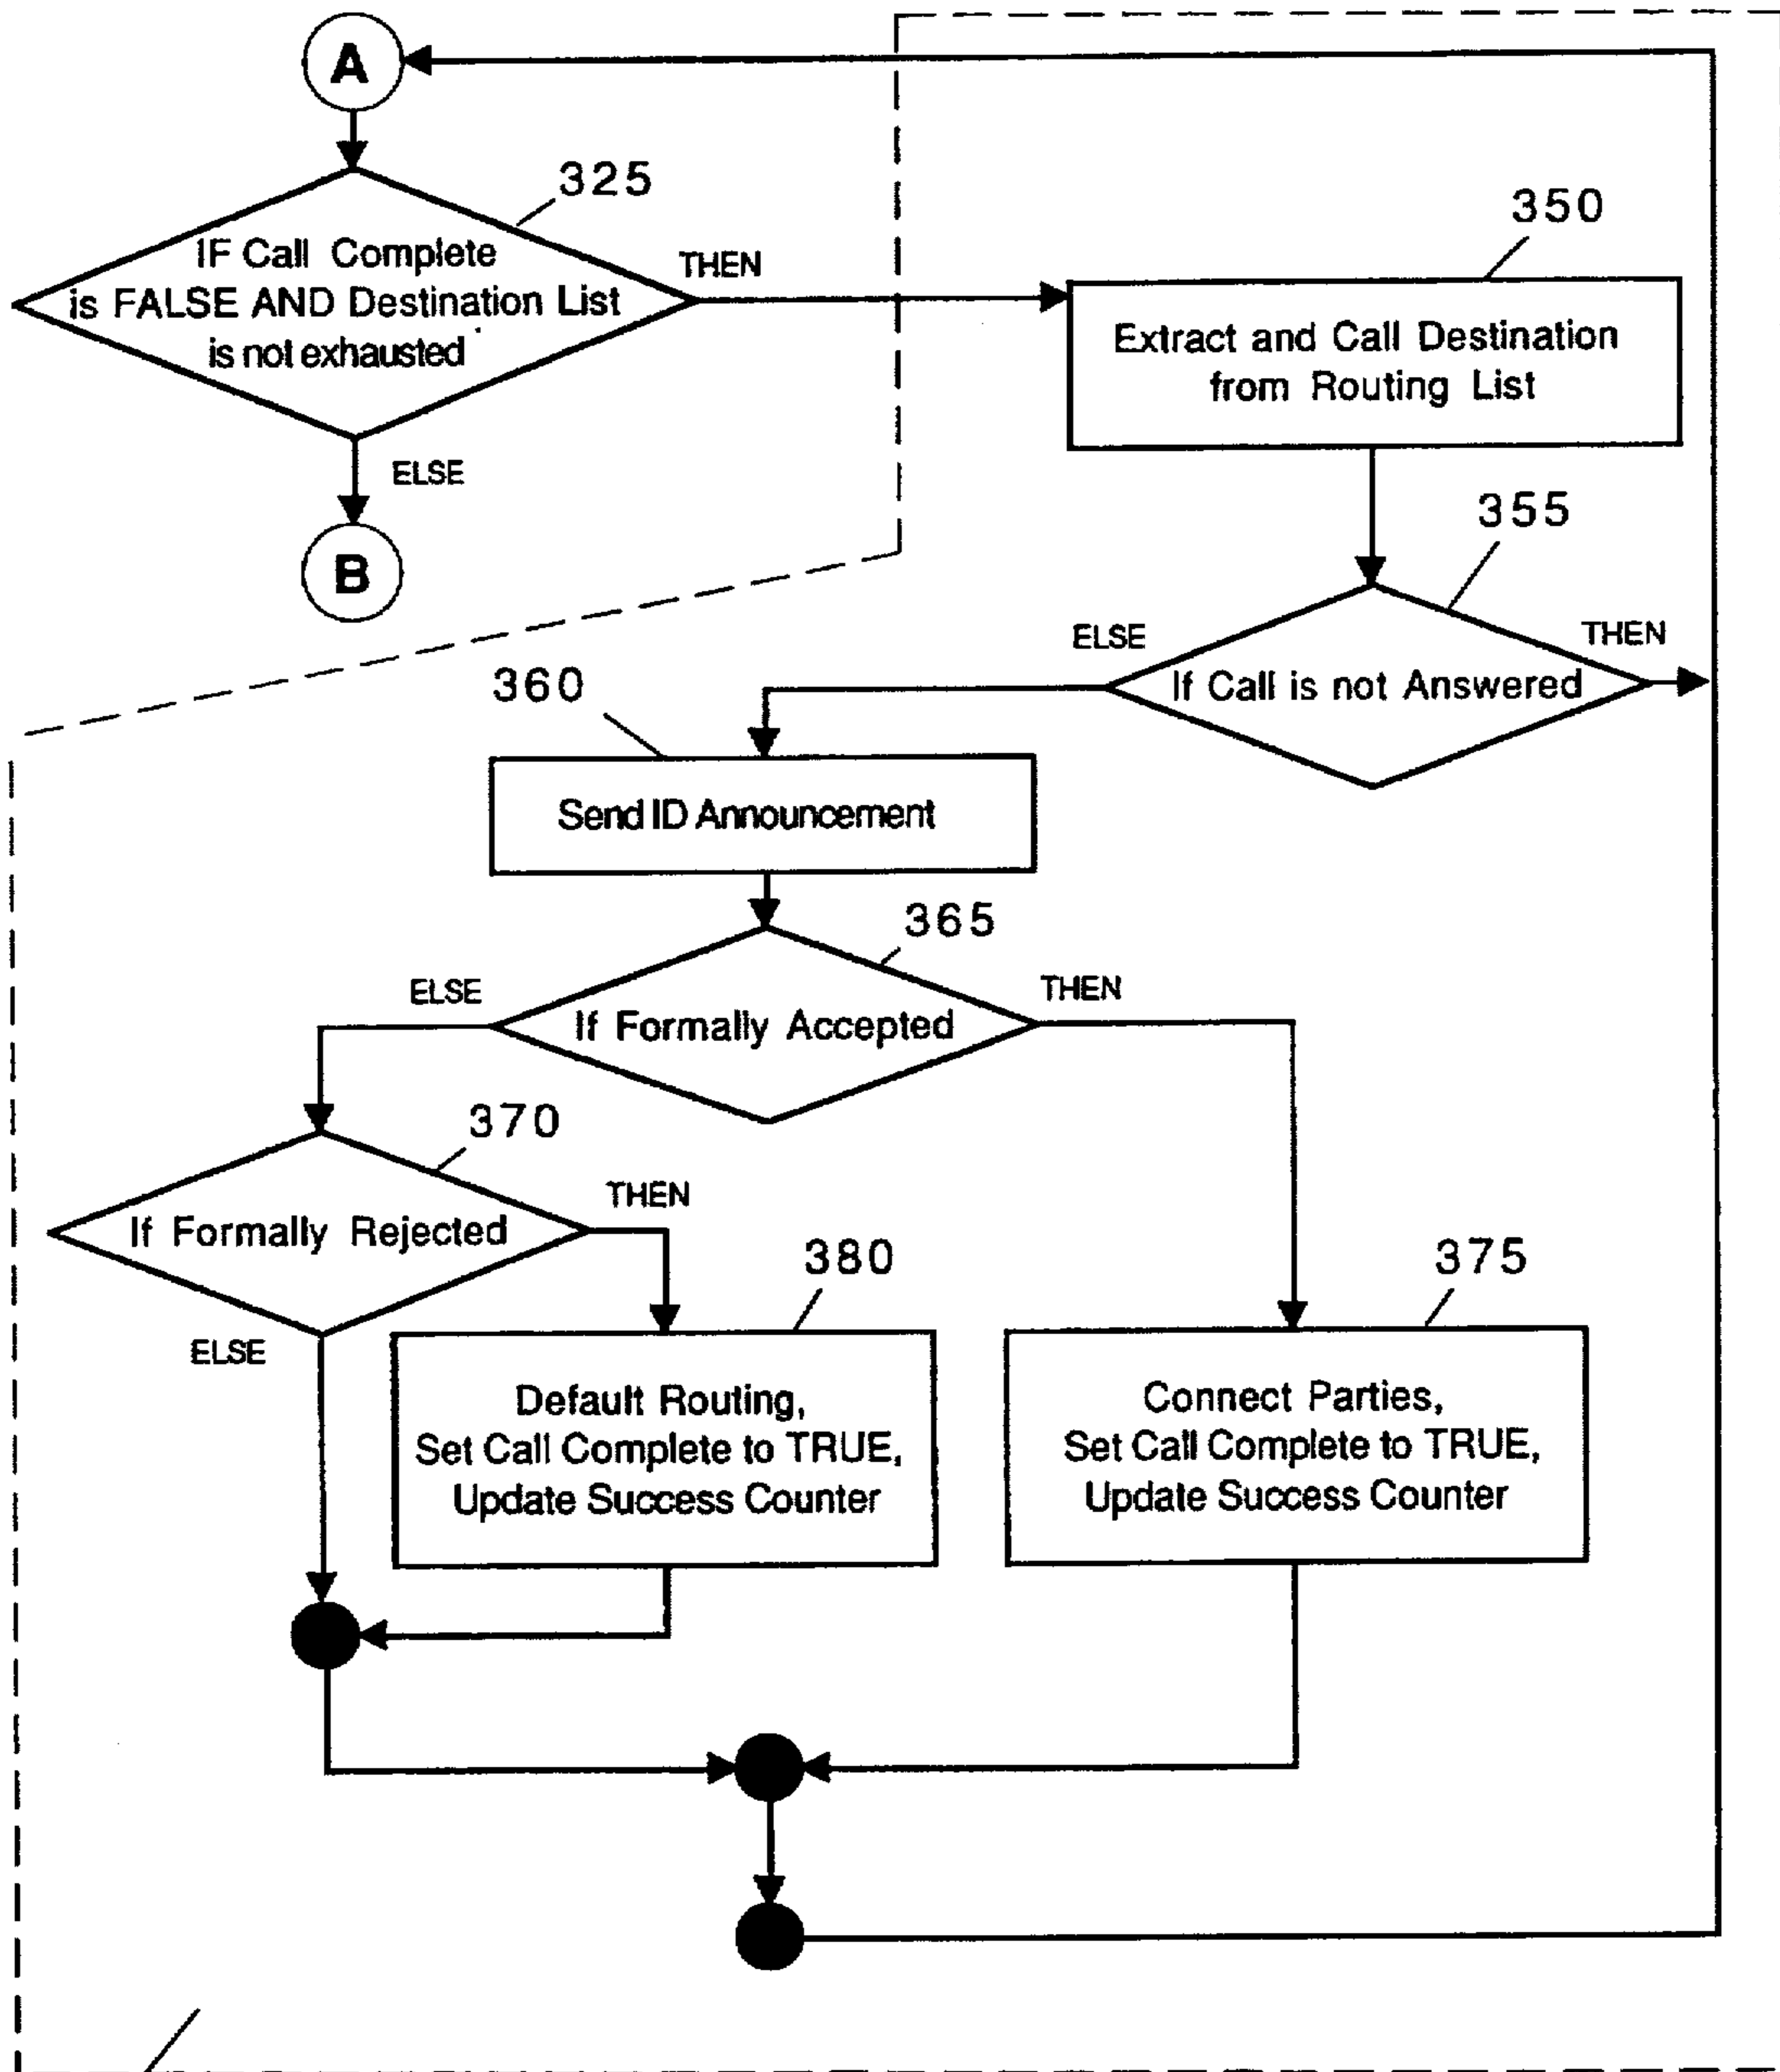 A
325
IF Call Complete
is FALSE AND Destination List
is not exhausted
THEN
ELSE
B
350
Extract and Call Destination
from Routing List
355
ELSE
THEN
If Call is not Answered
360
Send ID Announcement
365
ELSE
THEN
If Formally Accepted
370
THEN
If Formally Rejected
ELSE
380
Default Routing,
Set Call Complete to TRUE,
Update Success Counter
375
Connect Parties,
Set Call Complete to TRUE,
Update Success Counter